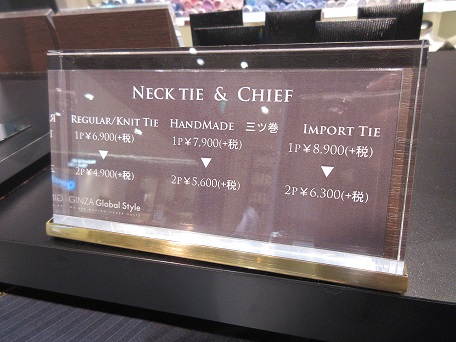 NECK TIE & CHIEF
REGULAR/KNIT TIE
1P¥6,900(+税)
▼
2P¥4,900(+税)
HANDMADE 三ツ巻
1P¥7,900(+税)
▼
2P¥5,600(+税)
IMPORT TIE
1P¥8,900(+税)
▼
2P¥6,300(+税)
GINZA Global Style